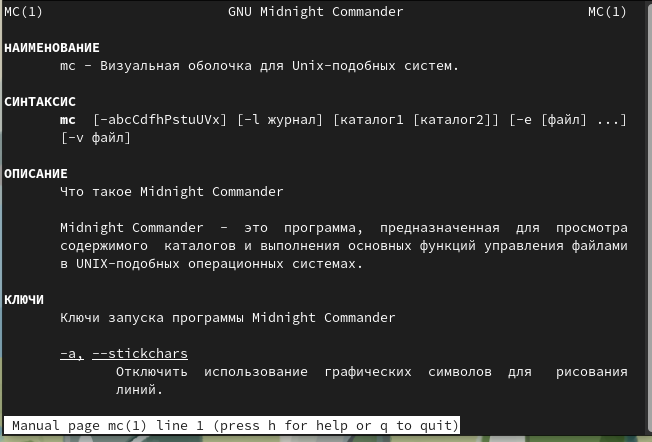 MC(1) GNU Midnight Commander MC(1)
НАИМЕНОВАНИЕ
mc - Визуальная оболочка для Unix-подобных систем.
СИНТАКСИС
mc [-abcCdfhPstuUVx] [-l журнал] [каталог1 [каталог2]] [-e [файл] ...]
[-v файл]
ОПИСАНИЕ
Что такое Midnight Commander
Midnight Commander - это программа, предназначенная для просмотра
содержимого каталогов и выполнения основных функций управления файлами
в UNIX-подобных операционных системах.
КЛЮЧИ
Ключи запуска программы Midnight Commander
-a, --stickchars
Отключить использование графических символов для рисования
линий.
Manual page mc(1) line 1 (press h for help or q to quit)